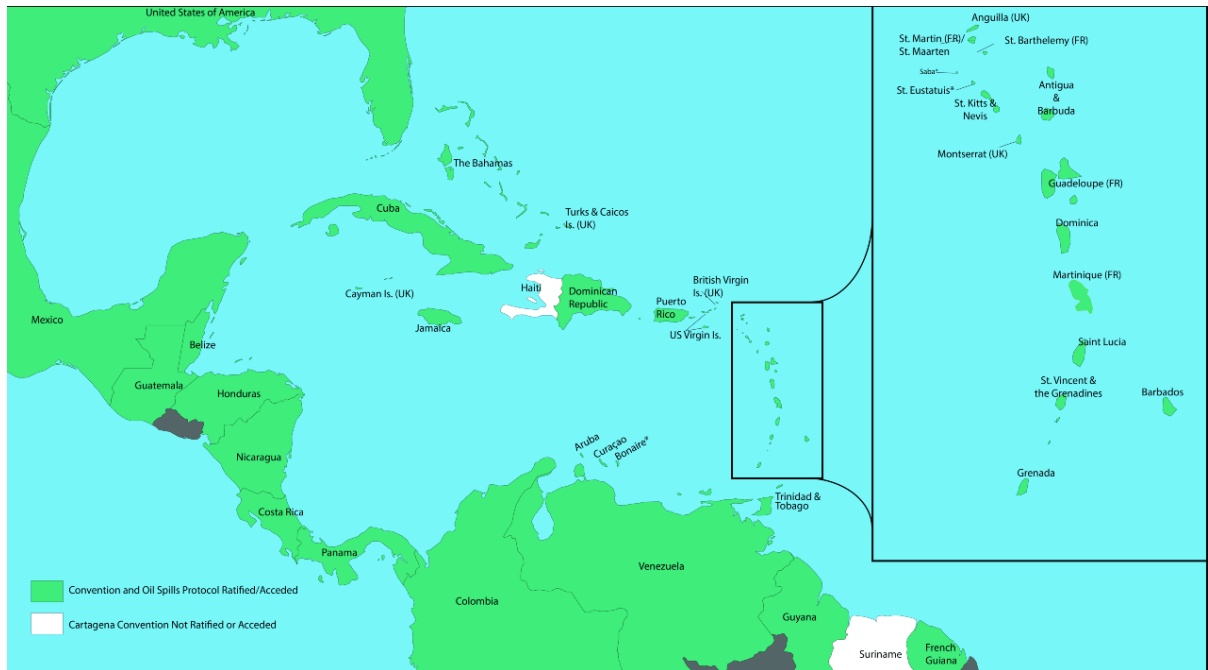 United States of America
Anguilla (UK)
St. Martin (FR)/
St. Maarten
St. Barthelemy (FR)
Saba*
St. Eustatuis*
Antigua
&
Barbuda
St. Kitts &
Nevis
Montserrat (UK)
The Bahamas
Guadeloupe (FR)
Cuba
Turks & Caicos
Is. (UK)
Dominica
Martinique (FR)
British Virgin
Is. (UK)
Haiti
Dominican
Republic
Cayman Is. (UK)
Puerto
Rico
Mexico
Jamaica
US Virgin Is.
Belize
Saint Lucia
Guatemala
Honduras
St. Vincent &
the Grenadines
Barbados
Aruba
Curaçao
Bonaire*
Nicaragua
Grenada
Trinidad &
Tobago
Costa Rica
Panama
Venezuela
Convention and Oil Spills Protocol Ratified/Acceded
Colombia
Guyana
Cartagena Convention Not Ratified or Acceded
Suriname
French
Guiana